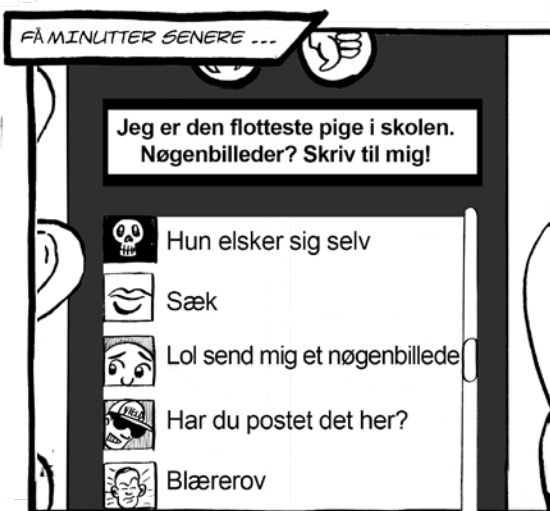 FÅ MINUTTER SENERE ...
Jeg er den flotteste pige i skolen.
Nøgenbilleder? Skriv til mig!
Hun elsker sig selv
Sæk
Lol send mig et nøgenbillede
Har du postet det her?
Blærerov